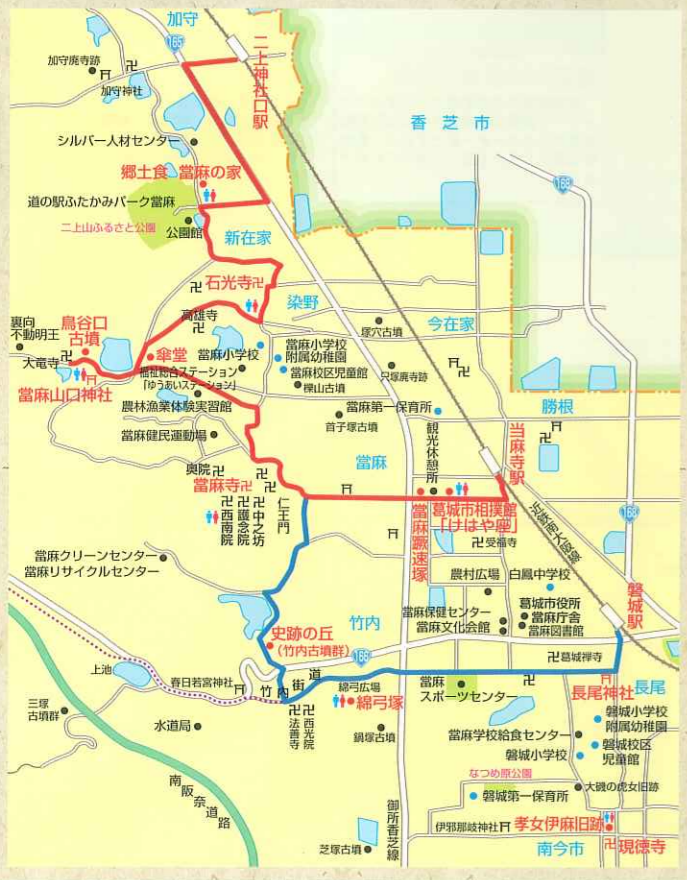 加守
165
二上神社口駅
加守廃寺跡
加守神社
香芝市
シルバー人材センター
郷土食 當麻の家
168
道の駅ふたかみパーク當麻
二上山ふるさと公園
公園館
新在家
石光寺
染野
高雄寺
塚穴古墳
今在家
裏向
不動明王
鳥谷口
古墳
大竜寺
傘堂
當麻小学校
當麻小学校
附属幼稚園
當麻校区児童館
只塚廃寺跡
福祉総合ステーション
「ゆうあいステーション」
櫟山古墳
當麻山口神社
農林漁業体験実習館
當麻第一保育所
勝根
首子塚古墳
當麻健民運動場
當麻
観光休憩所
当麻寺駅
奥院
當麻寺
仁王門
中之坊
護念院
西南院
葛城市相撲館
「けはや座」
當麻蹶速塚
近鉄南大阪線
168
受福寺
當麻クリーンセンター
當麻リサイクルセンター
農村広場
白鳳中学校
磐城駅
葛城市役所
當麻庁舎
當麻図書館
當麻保健センター
當麻文化会館
竹内
史跡の丘
(竹内古墳群)
166
葛城禅寺
上池
春日若宮神社
竹内街道
綿弓広場
綿弓塚
當麻
スポーツセンター
長尾神社
長尾
三塚
古墳群
水道局
法善寺
西光院
鍋塚古墳
磐城小学校
附属幼稚園
當麻学校給食センター
磐城小学校
磐城校区
児童館
なつめ原公園
大磯の虎女旧跡
磐城第一保育所
南阪奈道路
御所香芝線
伊邪那岐神社
孝女伊麻旧跡
芝塚古墳
南今市
現徳寺